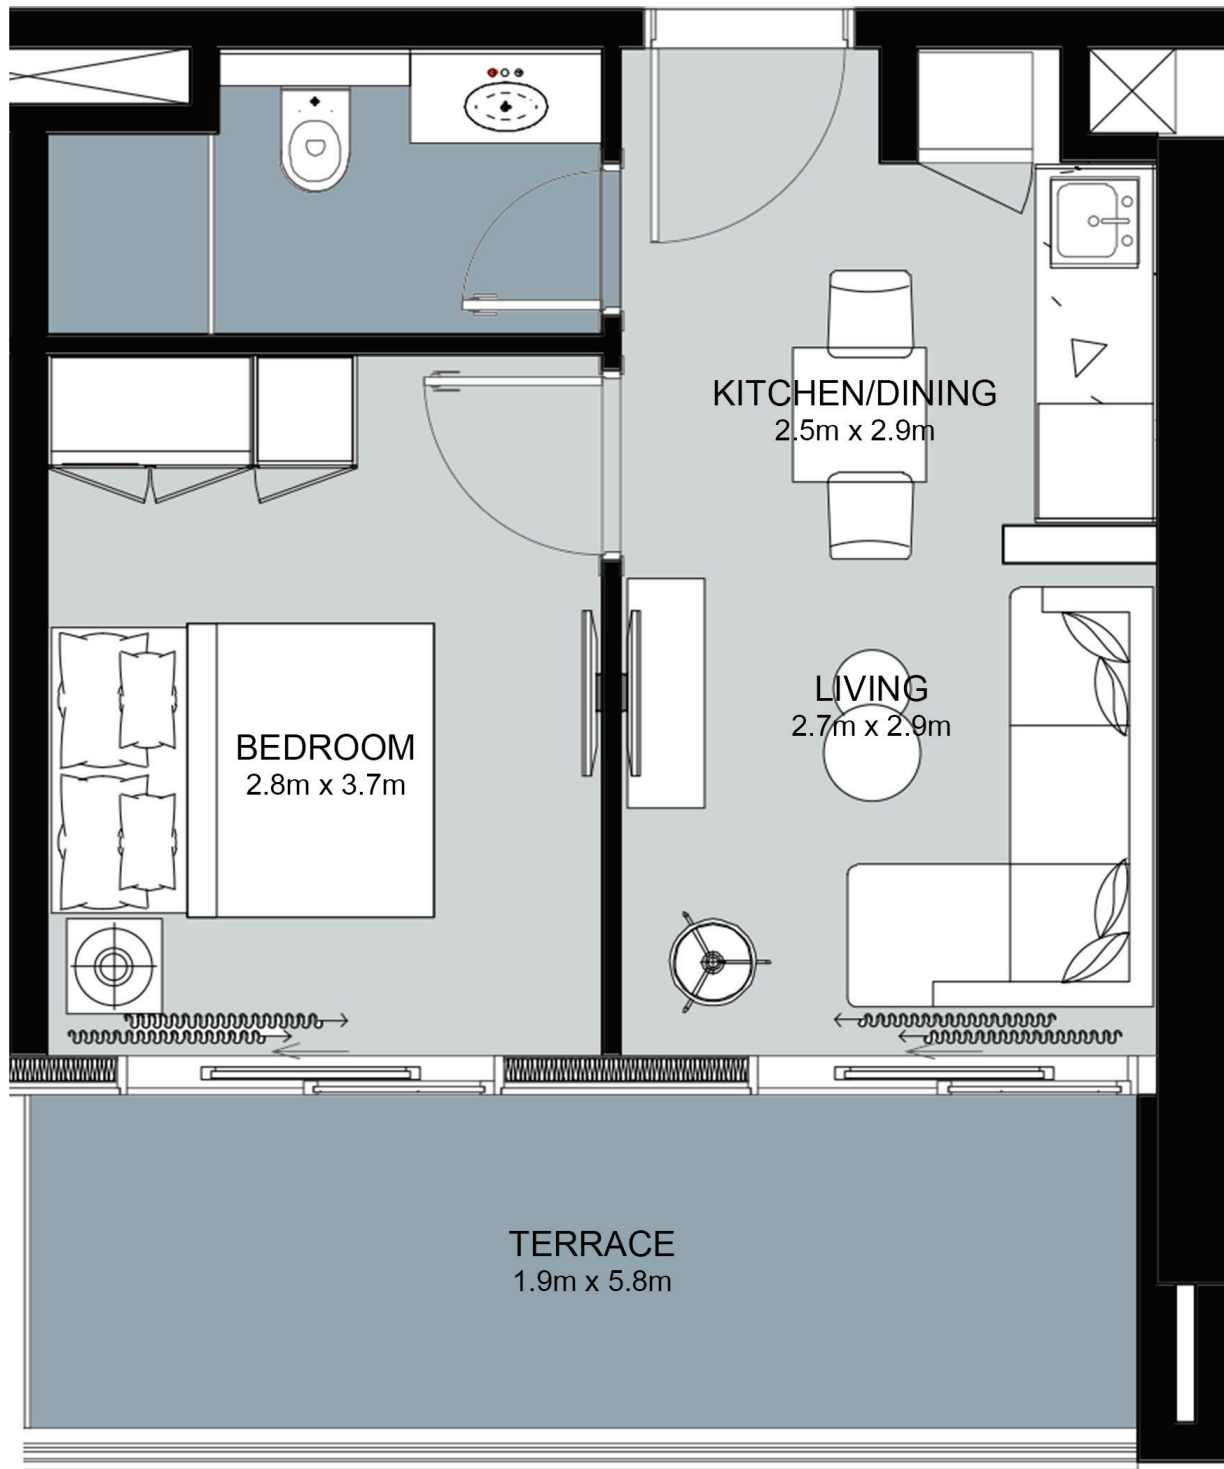 KITCHEN/DINING
2.5m x 2.9m
LIVING
2.7m x 2.9m
BEDROOM
2.8m x 3.7m
TERRACE
1.9m x 5.8m